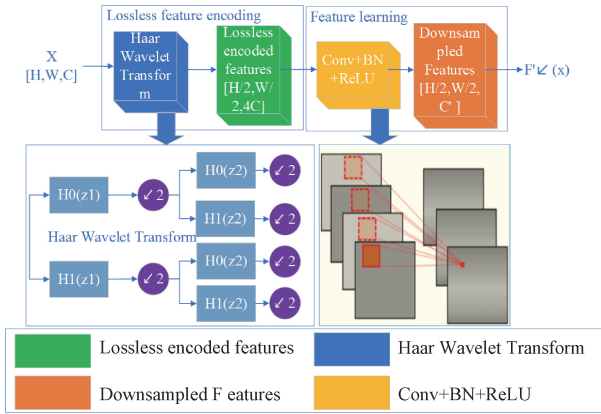 Lossless feature encoding
Feature learning
X
[H,W,C]
Haar
Wavelet
Transfor
m
Lossless
encoded
features
[H/2,W/
2,4C]
Conv+BN
+ReLU
Downsam
pled
Features
[H/2,W/2,
C' ]
F'↙ (x)
H0(z1)
↙ 2
H0(z2)
↙ 2
H1(z2)
↙ 2
Haar Wavelet Transform
H1(z1)
↙ 2
H0(z2)
↙ 2
H1(z2)
↙ 2
Lossless encoded features
Haar Wavelet Transform
Downsampled F eatures
Conv+BN+ReLU